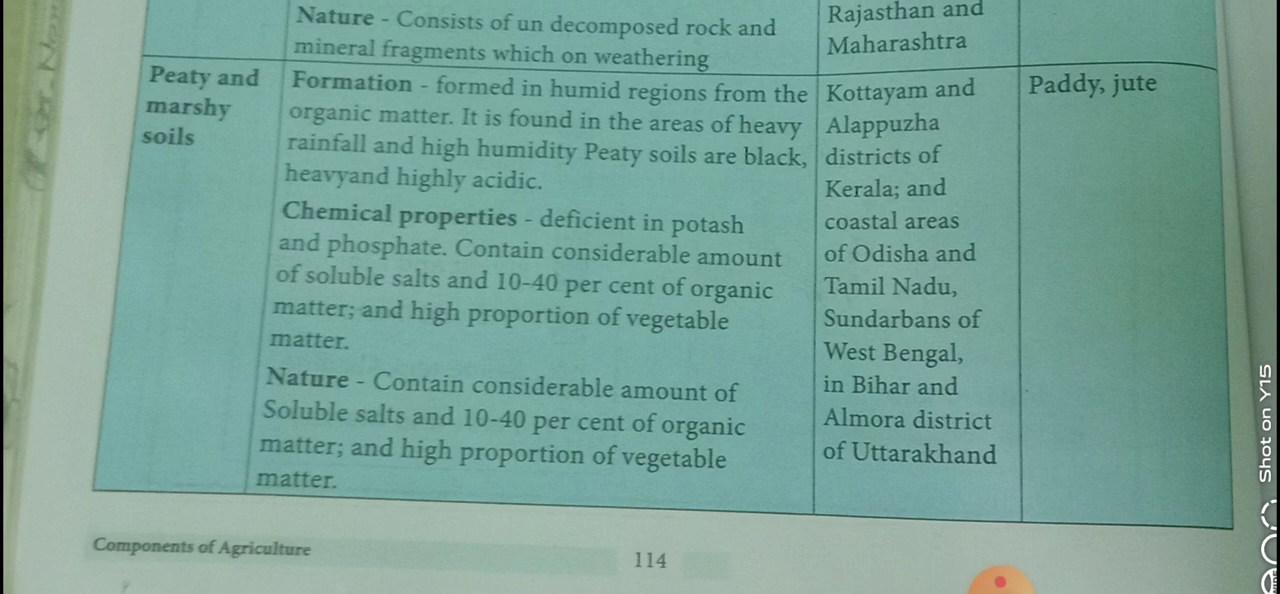 Nature - Consists of un decomposed rock and
mineral fragments which on weathering
Rajasthan and
Maharashtra
Peaty and
marshy
soils
Formation - formed in humid regions from the
organic matter. It is found in the areas of heavy
rainfall and high humidity Peaty soils are black,
heavyand highly acidic.
Chemical properties - deficient in potash
and phosphate. Contain considerable amount
of soluble salts and 10-40 per cent of organic
matter; and high proportion of vegetable
matter.
Nature - Contain considerable amount of
Soluble salts and 10-40 per cent of organic
matter; and high proportion of vegetable
matter.
Kottayam and
Alappuzha
districts of
Kerala; and
coastal areas
of Odisha and
Tamil Nadu,
Sundarbans of
West Bengal,
in Bihar and
Almora district
of Uttarakhand
Paddy, jute
Components of Agriculture
114
Shot on Y15